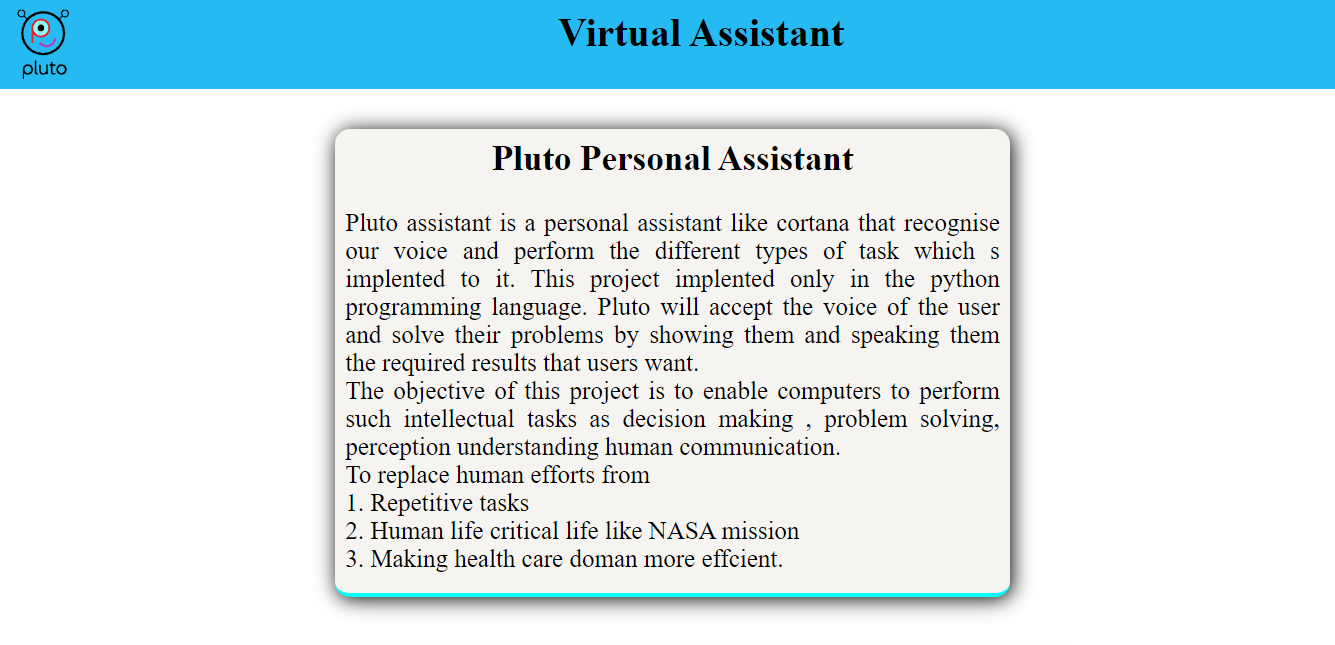 pluto
Virtual Assistant
Pluto Personal Assistant
Pluto assistant is a personal assistant like cortana that recognise
our voice and perform the different types of task which s
implented to it. This project implented only in the python
programming language. Pluto will accept the voice of the user
and solve their problems by showing them and speaking them
the required results that users want.
The objective of this project is to enable computers to perform
such intellectual tasks as decision making , problem solving,
perception understanding human communication.
To replace human efforts from
1. Repetitive tasks
2. Human life critical life like NASA mission
3. Making health care doman more effcient.